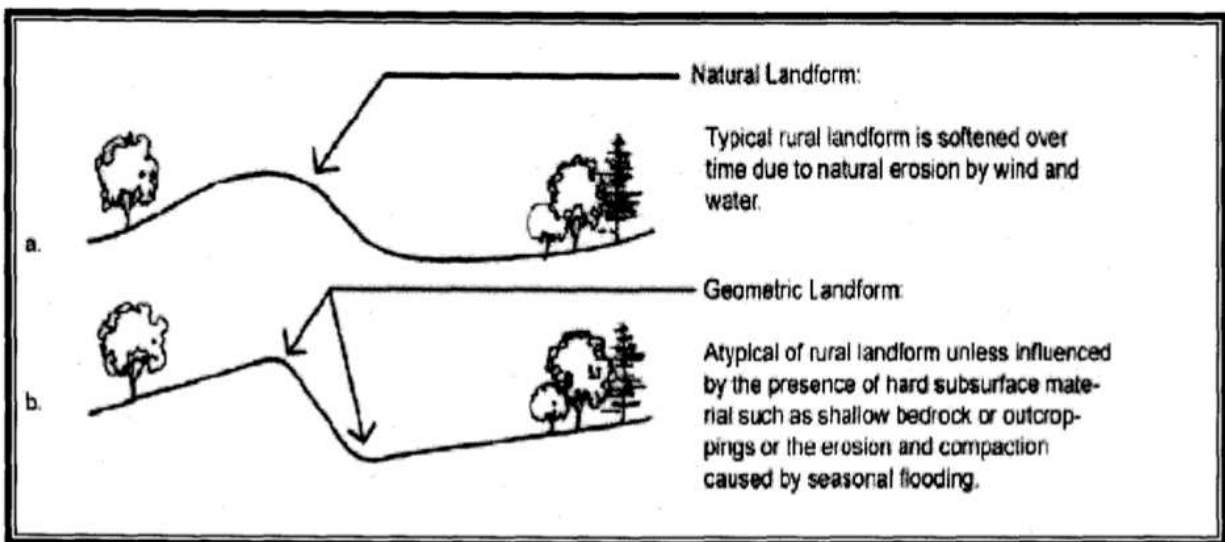 Natural Landform:
Typical rural landform is softened over
time due to natural erosion by wind and
water.
a.
Geometric Landform:
Atypical of rural landform unless influenced
by the presence of hard subsurface mate-
rial such as shallow bedrock or outcrop-
pings or the erosion and compaction
caused by seasonal flooding.
b.